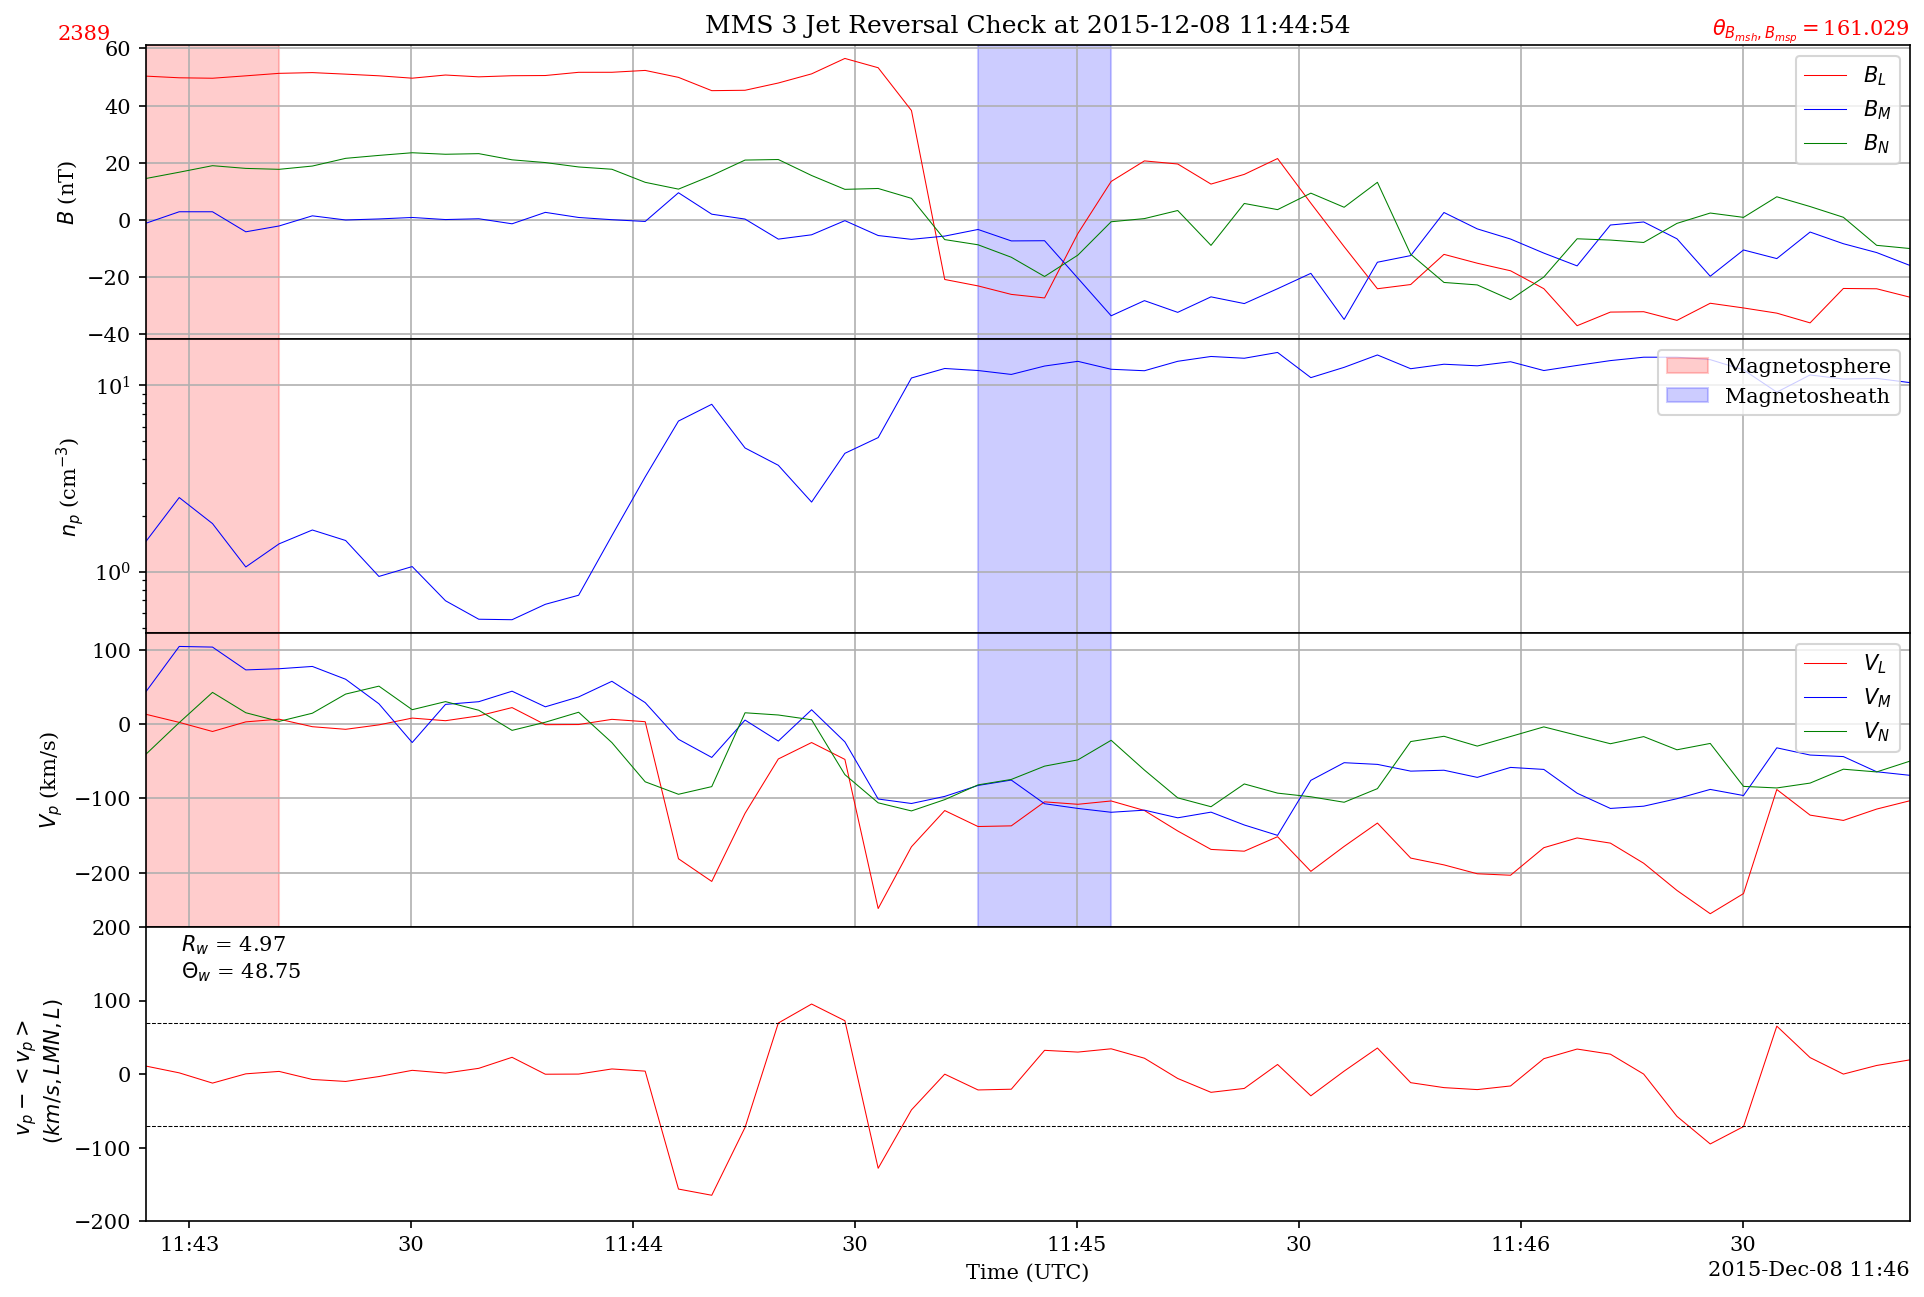 MMS 3 Jet Reversal Check at 2015-12-08 11:44:54
2389
θ_{B_{msh}, B_{msp}} = 161.029
60
40
20
0
−20
−40
B (nT)
B_L
B_M
B_N
10^1
10^0
n_p (cm^{−3})
Magnetosphere
Magnetosheath
100
0
−100
−200
V_p (km/s)
V_L
V_M
V_N
200
100
0
−100
−200
v_p − < v_p >
(km/s, LMN, L)
R_w = 4.97
Θ_w = 48.75
11:43 30 11:44 30 11:45 30 11:46 30
Time (UTC)
2015-Dec-08 11:46